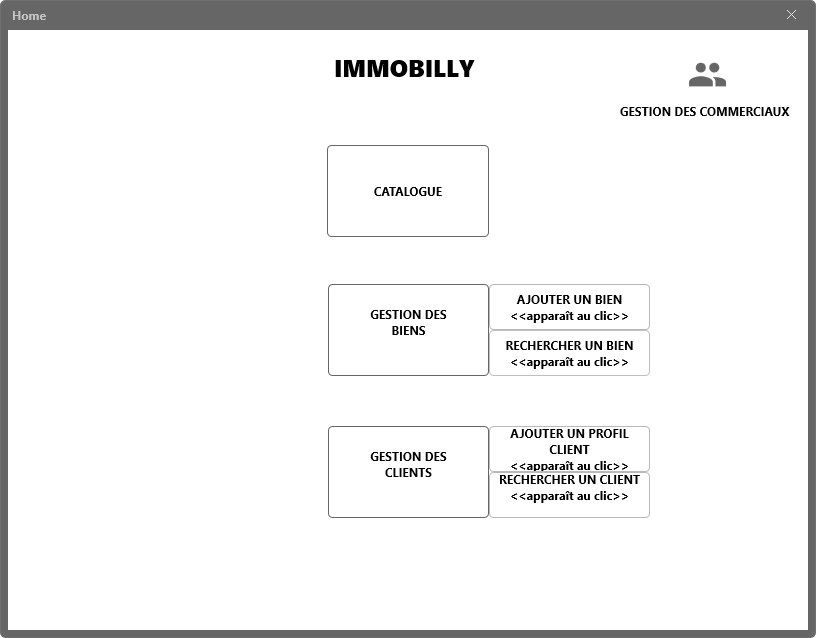 Home
IMMOBILLY
GESTION DES COMMERCIAUX
CATALOGUE
GESTION DES
BIENS
AJOUTER UN BIEN
<<apparaît au clic>>
RECHERCHER UN BIEN
<<apparaît au clic>>
GESTION DES
CLIENTS
AJOUTER UN PROFIL
CLIENT
<<apparaît au clic>>
RECHERCHER UN CLIENT
<<apparaît au clic>>